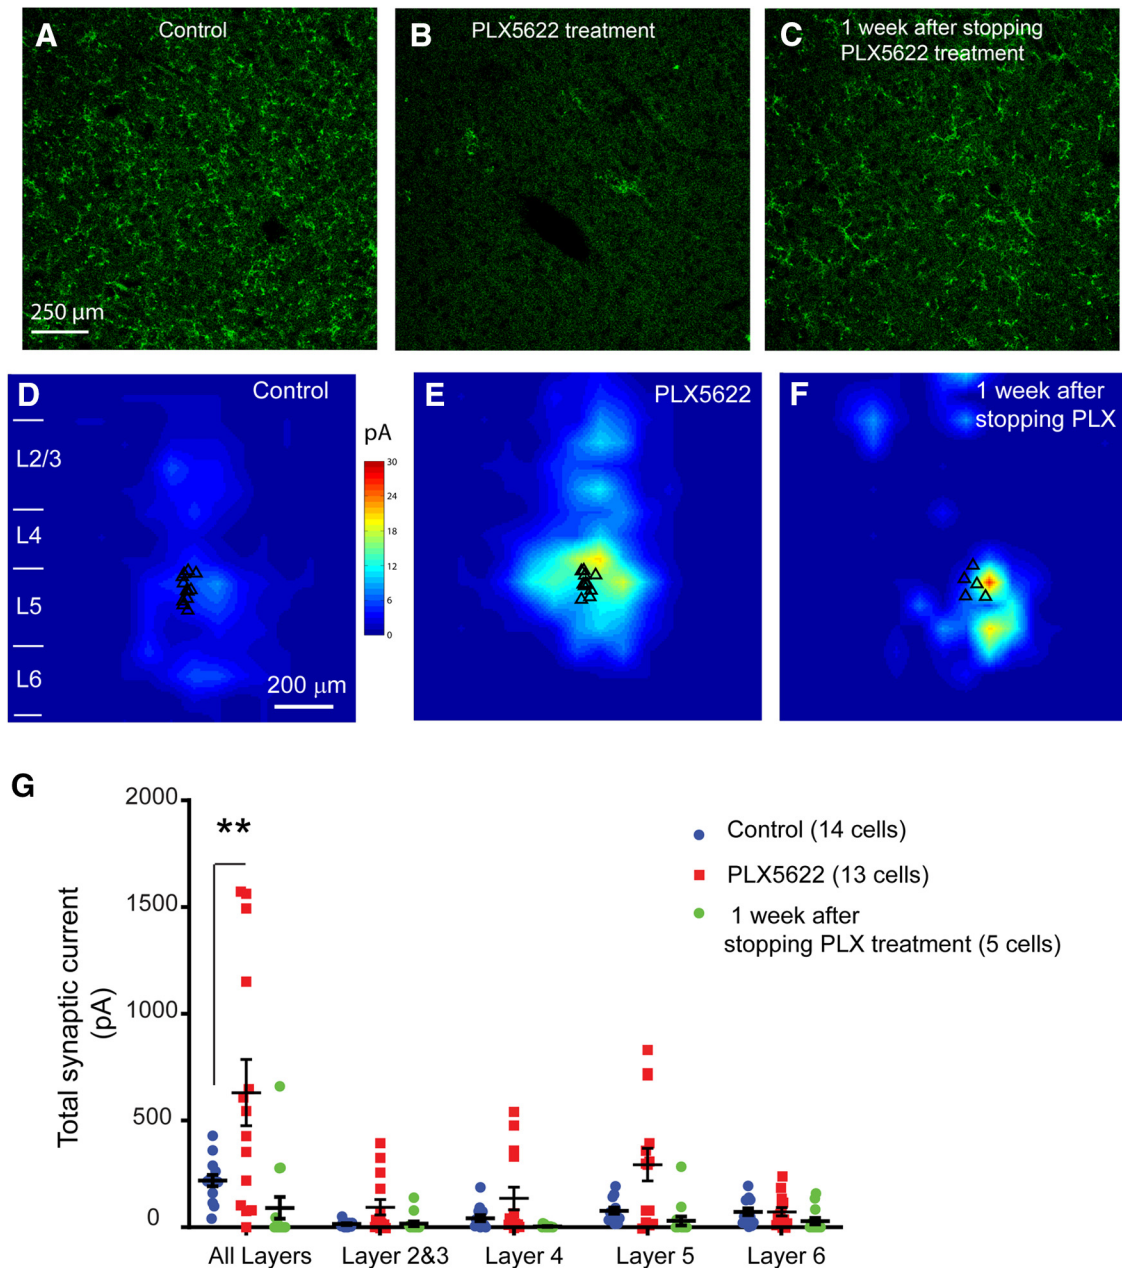 A
Control
B
PLX5622 treatment
C
1 week after stopping
PLX5622 treatment
250 µm
D
Control
L2/3
L4
L5
L6
200 µm
pA
30
24
18
12
6
0
E
PLX5622
F
1 week after
stopping PLX
G
Total synaptic current
(pA)
2000
1500
1000
500
0
**
Control (14 cells)
PLX5622 (13 cells)
1 week after
stopping PLX treatment (5 cells)
All Layers
Layer 2&3
Layer 4
Layer 5
Layer 6